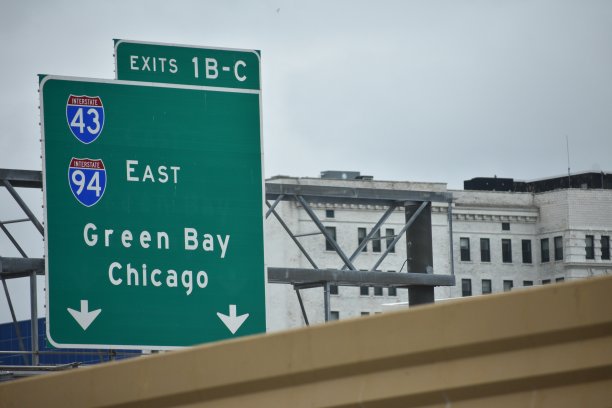 EXITS 1B-C
INTERSTATE
43
INTERSTATE
94 EAST
Green Bay
Chicago